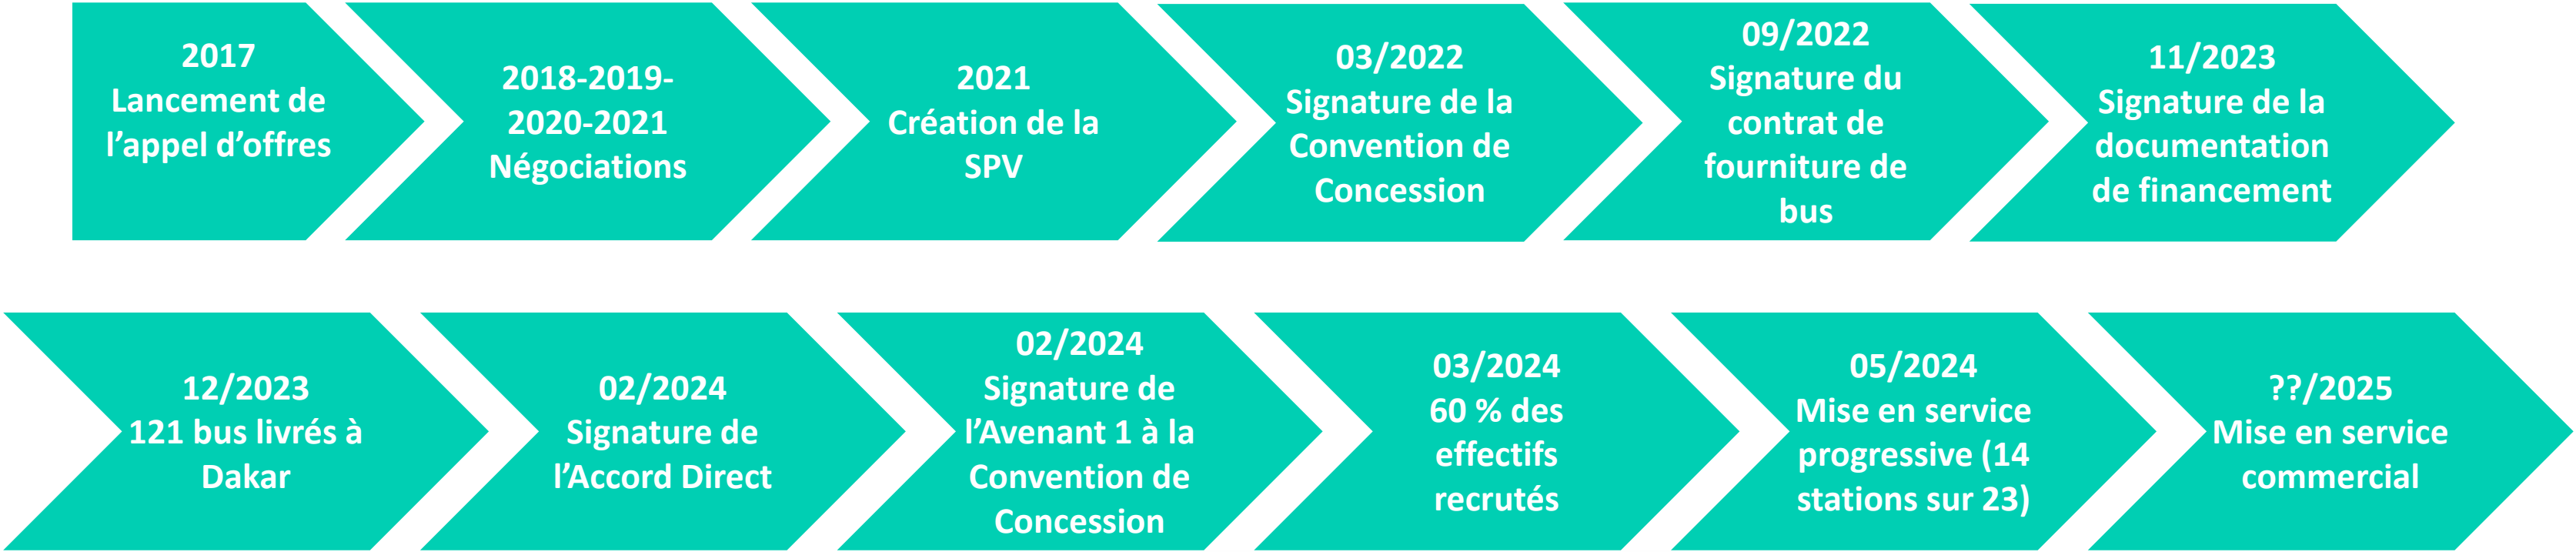 2017
Lancement de
l’appel d’offres
2018-2019-
2020-2021
Négociations
2021
Création de la
SPV
03/2022
Signature de la
Convention de
Concession
09/2022
Signature du
contrat de
fourniture de
bus
11/2023
Signature de la
documentation
de financement
12/2023
121 bus livrés à
Dakar
02/2024
Signature de
l’Accord Direct
02/2024
Signature de
l’Avenant 1 à la
Convention de
Concession
03/2024
60 % des
effectifs
recrutés
05/2024
Mise en service
progressive (14
stations sur 23)
??/2025
Mise en service
commercial